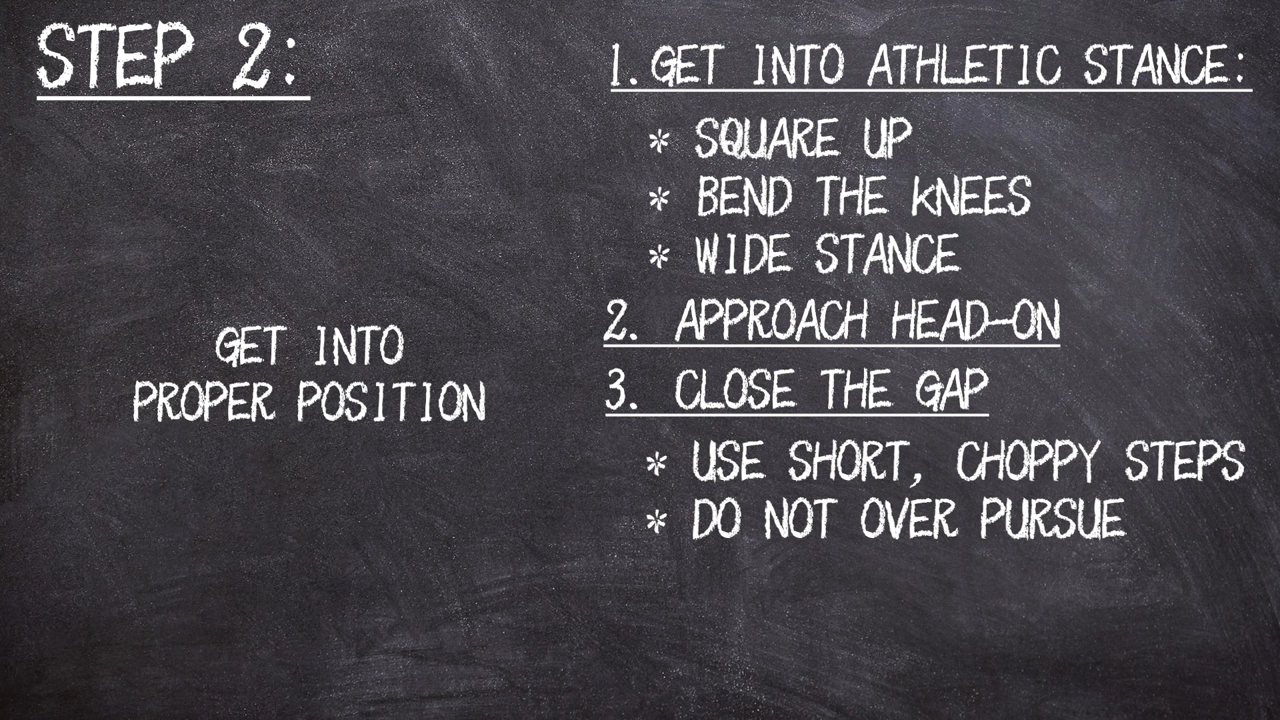 STEP 2:
GET INTO
PROPER POSITION
1. GET INTO ATHLETIC STANCE:
* SQUARE UP
* BEND THE KNEES
* WIDE STANCE
2. APPROACH HEAD-ON
3. CLOSE THE GAP
* USE SHORT, CHOPPY STEPS
* DO NOT OVER PURSUE